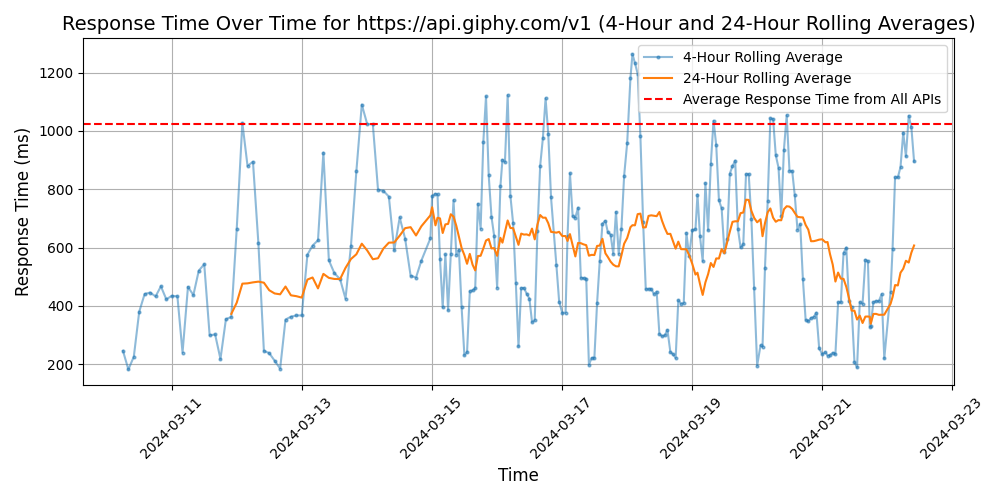 Response Time Over Time for https://api.giphy.com/v1 (4-Hour and 24-Hour Rolling Averages)
4-Hour Rolling Average
24-Hour Rolling Average
Average Response Time from All APIs
Response Time (ms)
1200
1000
800
600
400
200
2024-03-11
2024-03-13
2024-03-15
2024-03-17
2024-03-19
2024-03-21
2024-03-23
Time